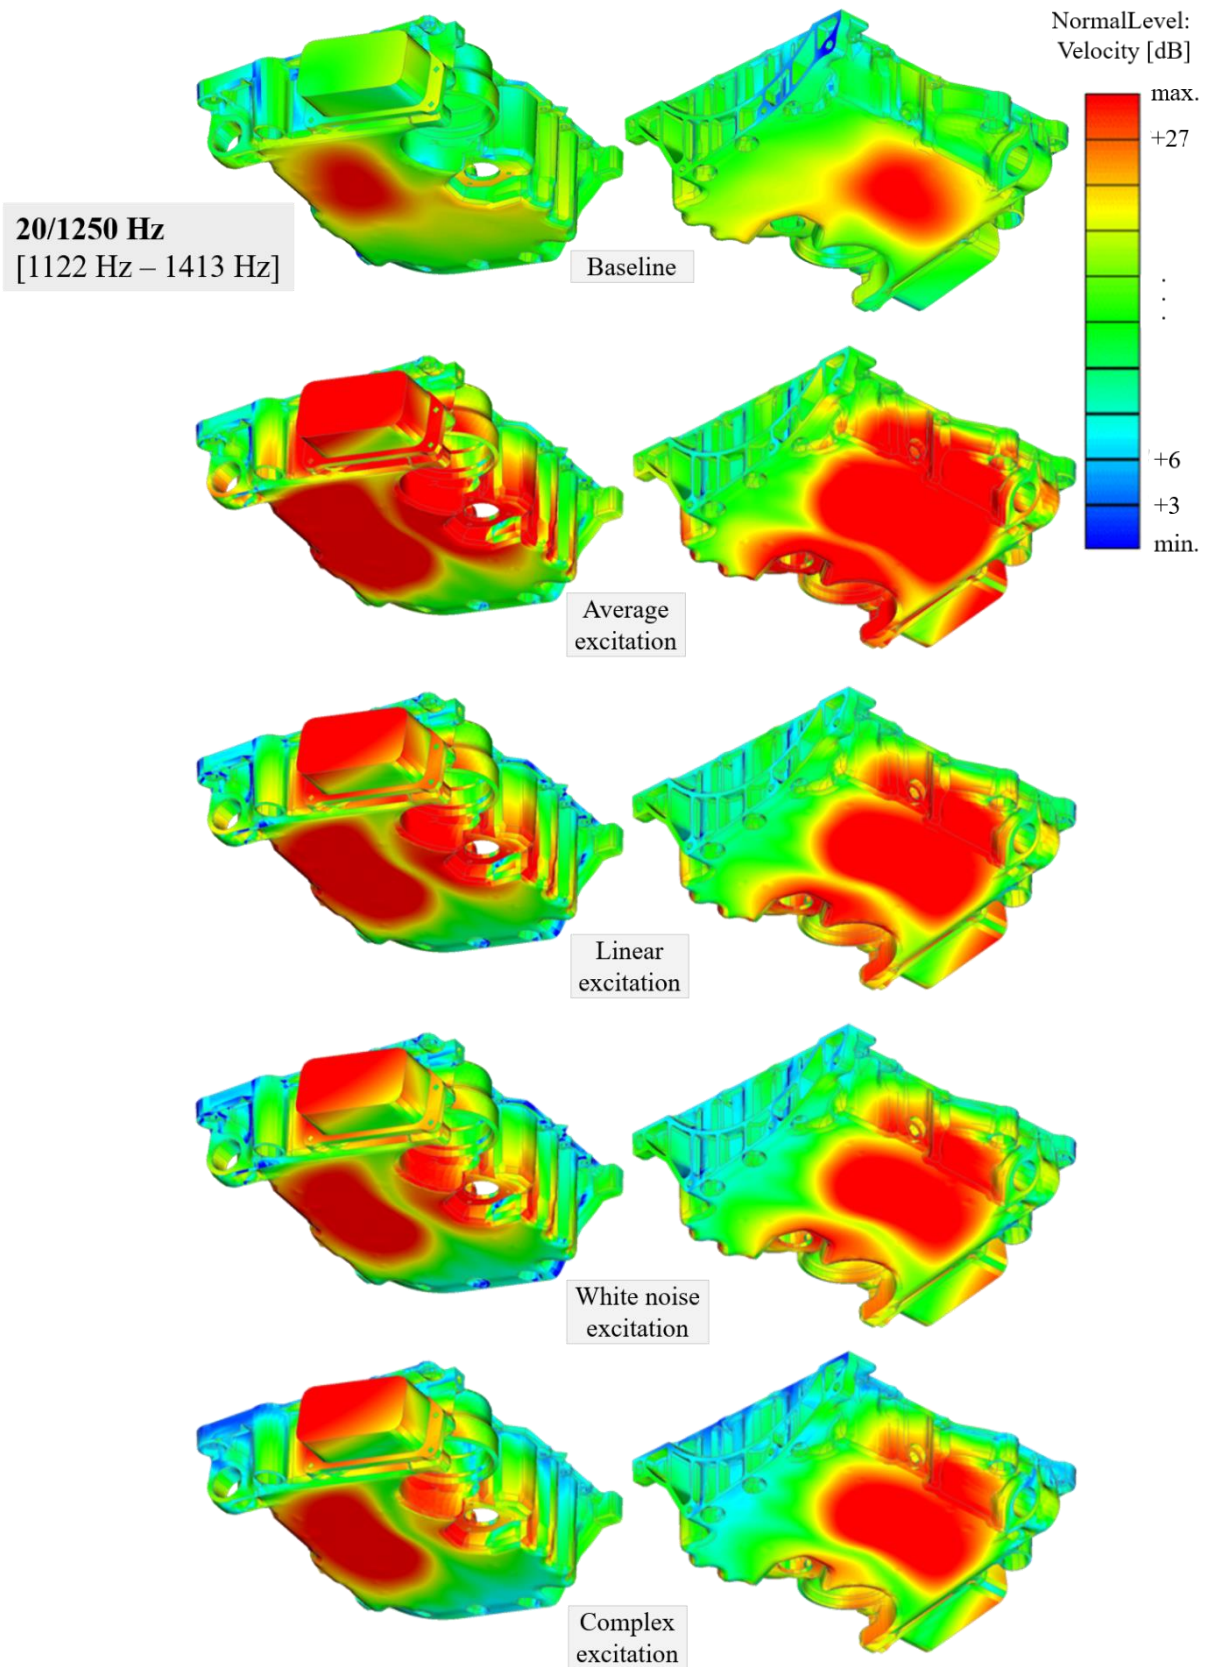 NormalLevel:
Velocity [dB]
max.
+27
.
.
.
+6
+3
min.
20/1250 Hz
[1122 Hz – 1413 Hz]
Baseline
Average
excitation
Linear
excitation
White noise
excitation
Complex
excitation